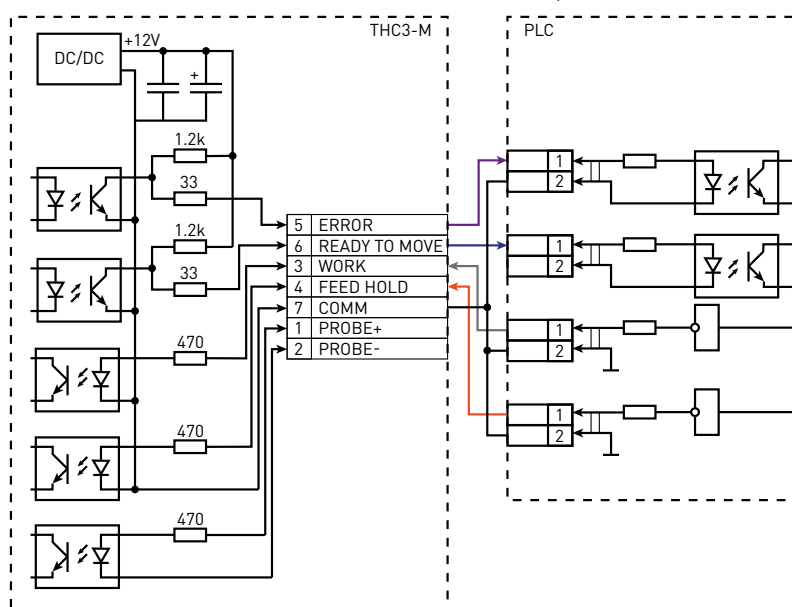 THC3-M
PLC
+12V
DC/DC
+
1.2k
33
1.2k
33
470
470
470
5 ERROR
6 READY TO MOVE
3 WORK
4 FEED HOLD
7 COMM
1 PROBE+
2 PROBE-
1
2
1
2
1
2
1
2